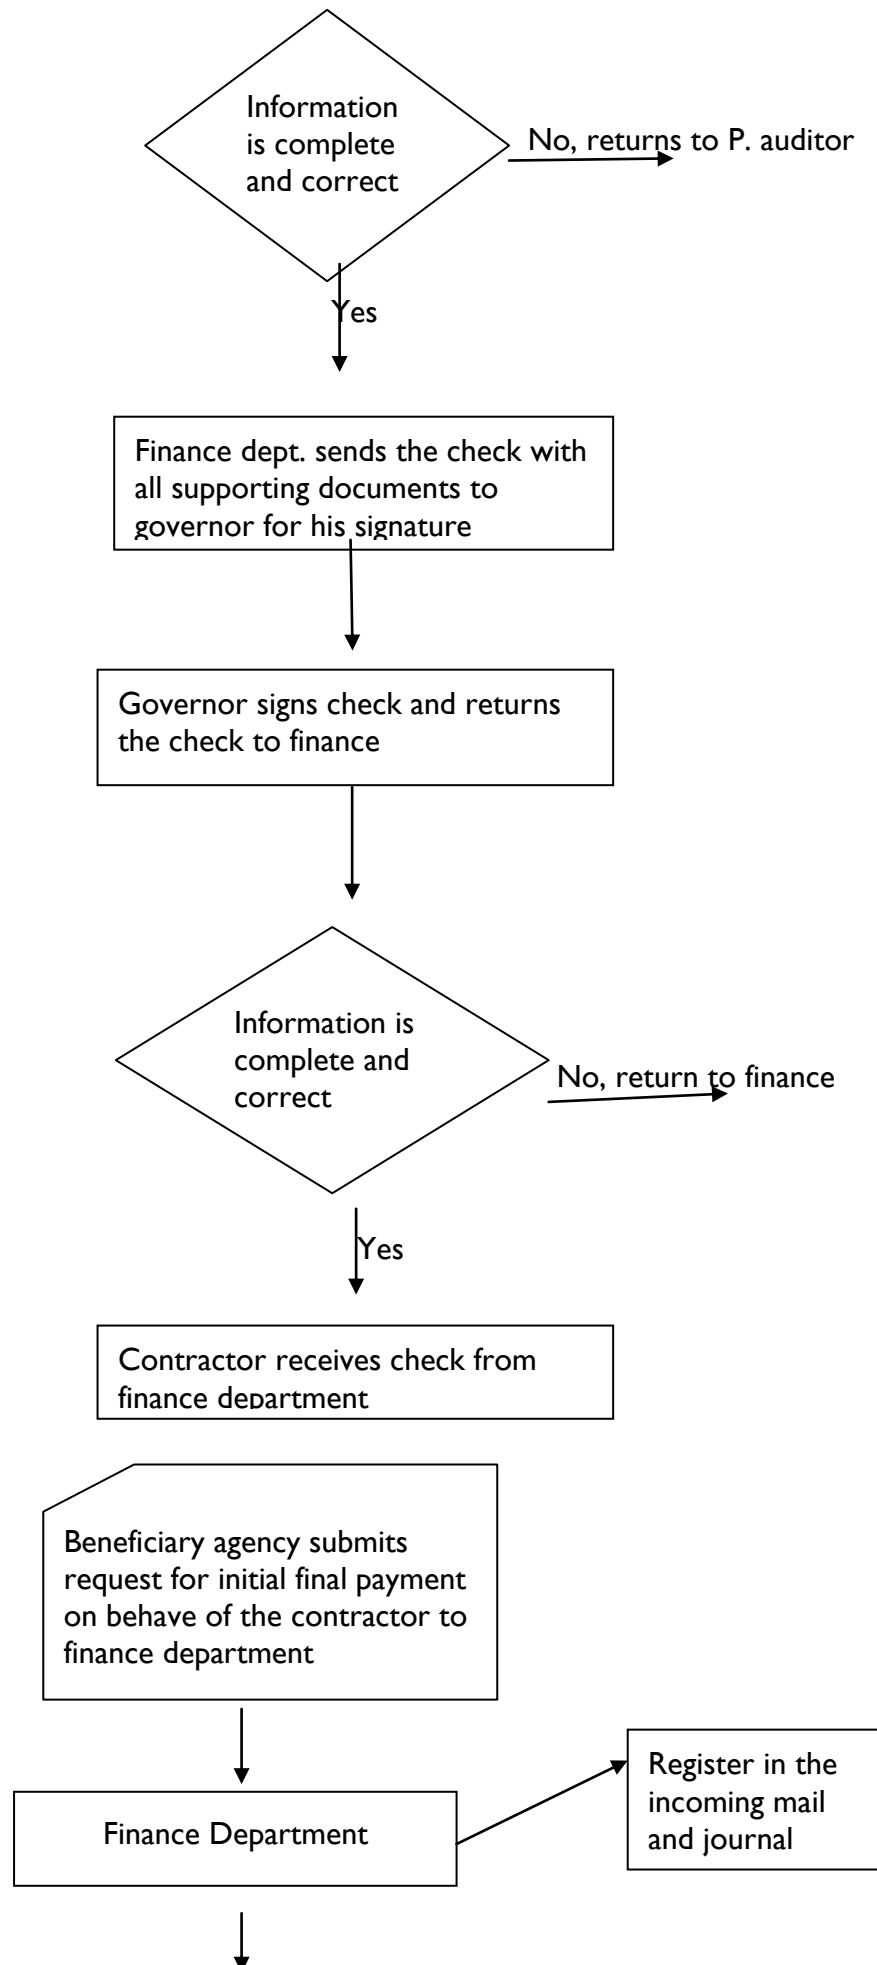 Information
is complete
and correct
No, returns to P. auditor
Yes
Finance dept. sends the check with
all supporting documents to
governor for his signature
Governor signs check and returns
the check to finance
Information is
complete and
correct
No, return to finance
Yes
Contractor receives check from
finance department
Beneficiary agency submits
request for initial final payment
on behave of the contractor to
finance department
Register in the
incoming mail
and journal
Finance Department